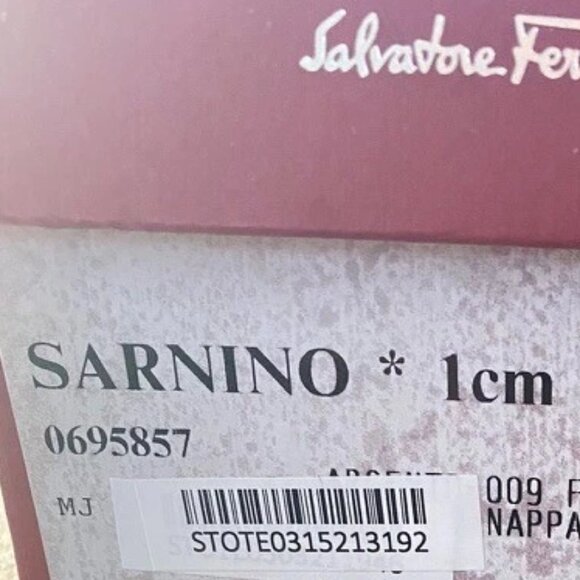 Salvatore Fer
SARNINO * 1cm
0695857
009 F
MJ
NAPPA
STOTE0315213192